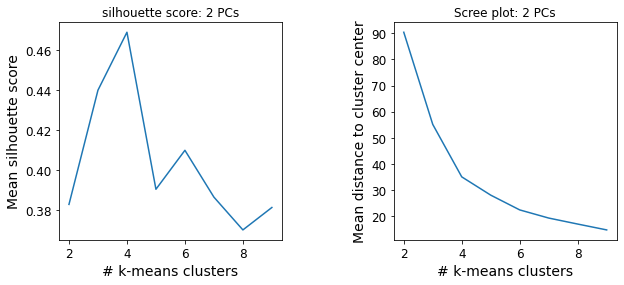 silhouette score: 2 PCs
Mean silhouette score
0.46
0.44
0.42
0.40
0.38
2 4 6 8
# k-means clusters
Scree plot: 2 PCs
Mean distance to cluster center
90
80
70
60
50
40
30
20
2 4 6 8
# k-means clusters